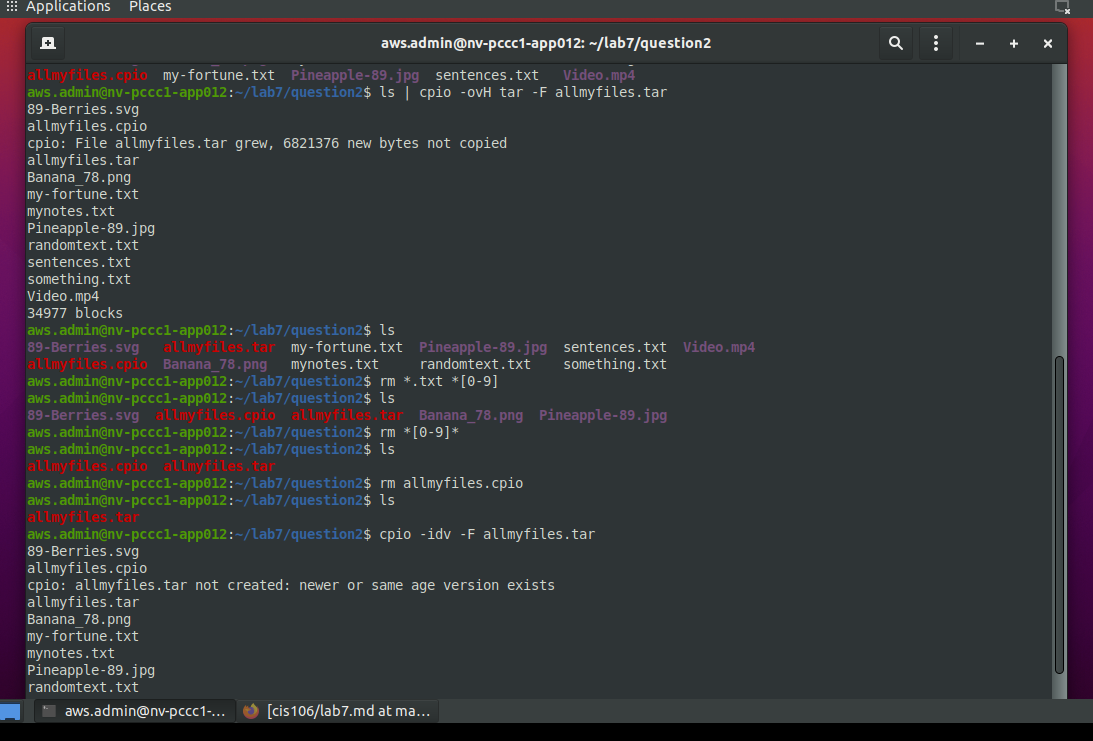 Applications Places
aws.admin@nv-pccc1-app012: ~/lab7/question2
allmyfiles.cpio my-fortune.txt Pineapple-89.jpg sentences.txt Video.mp4
aws.admin@nv-pccc1-app012:~/lab7/question2$ ls | cpio -ovH tar -F allmyfiles.tar
89-Berries.svg
allmyfiles.cpio
cpio: File allmyfiles.tar grew, 6821376 new bytes not copied
allmyfiles.tar
Banana_78.png
my-fortune.txt
mynotes.txt
Pineapple-89.jpg
randomtext.txt
sentences.txt
something.txt
Video.mp4
34977 blocks
aws.admin@nv-pccc1-app012:~/lab7/question2$ ls
89-Berries.svg allmyfiles.tar my-fortune.txt Pineapple-89.jpg sentences.txt Video.mp4
allmyfiles.cpio Banana_78.png mynotes.txt randomtext.txt something.txt
aws.admin@nv-pccc1-app012:~/lab7/question2$ rm *.txt *[0-9]
aws.admin@nv-pccc1-app012:~/lab7/question2$ ls
89-Berries.svg allmyfiles.cpio allmyfiles.tar Banana_78.png Pineapple-89.jpg
aws.admin@nv-pccc1-app012:~/lab7/question2$ rm *[0-9]*
aws.admin@nv-pccc1-app012:~/lab7/question2$ ls
allmyfiles.cpio allmyfiles.tar
aws.admin@nv-pccc1-app012:~/lab7/question2$ rm allmyfiles.cpio
aws.admin@nv-pccc1-app012:~/lab7/question2$ ls
allmyfiles.tar
aws.admin@nv-pccc1-app012:~/lab7/question2$ cpio -idv -F allmyfiles.tar
89-Berries.svg
allmyfiles.cpio
cpio: allmyfiles.tar not created: newer or same age version exists
allmyfiles.tar
Banana_78.png
my-fortune.txt
mynotes.txt
Pineapple-89.jpg
randomtext.txt
aws.admin@nv-pccc1-... [cis106/lab7.md at ma...